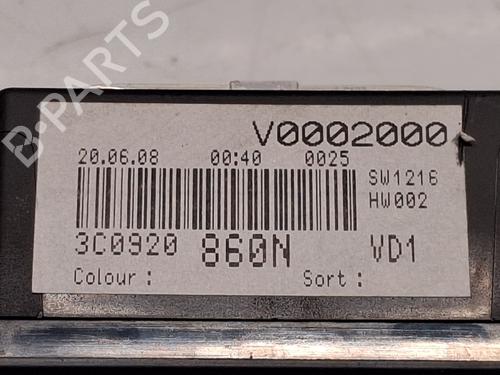 B-PARTS
V0002000
20.06.08 00:40 0025
SW1216
HW002
3C0920 860N VD1
Colour : Sort :